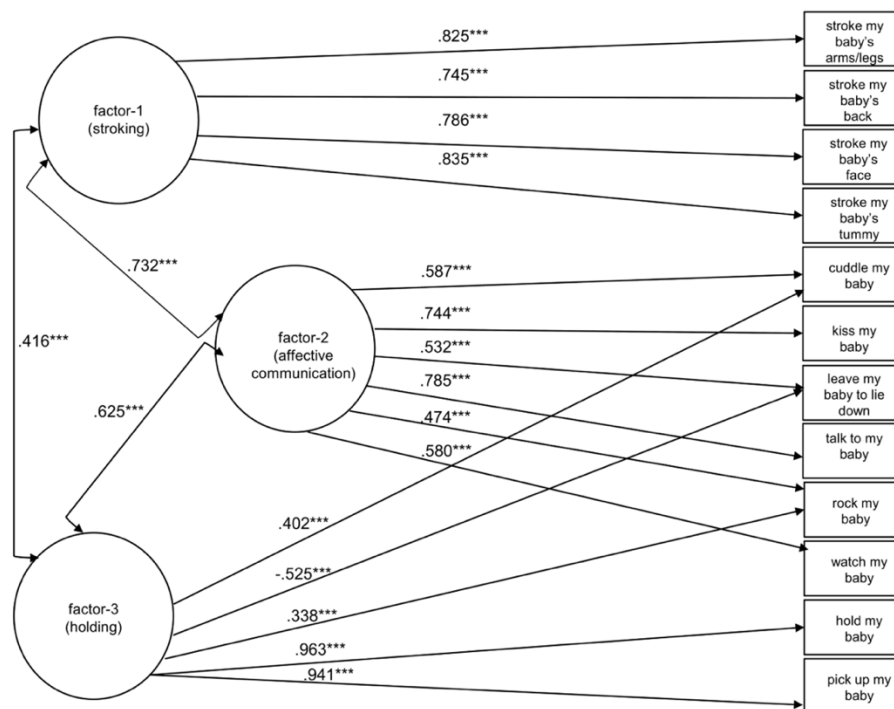 .825***
stroke my
baby's
arms/legs
.745***
stroke my
baby's
back
factor-1
(stroking)
.786***
stroke my
baby's
face
.835***
stroke my
baby's
tummy
.732***
.587***
cuddle my
baby
.744***
kiss my
baby
.416***
factor-2
(affective
communication)
.532***
leave my
baby to lie
down
.785***
.625***
.474***
talk to my
baby
.580***
rock my
baby
.402***
watch my
baby
-.525***
factor-3
(holding)
.338***
hold my
baby
.963***
.941***
pick up my
baby